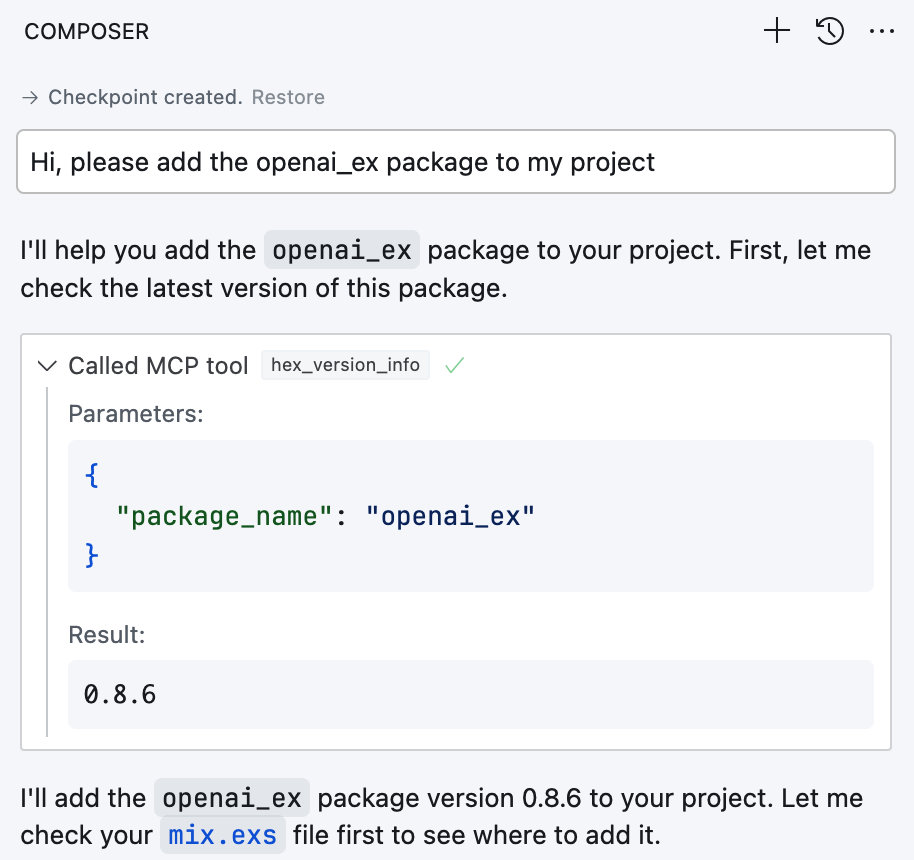 COMPOSER
→ Checkpoint created. Restore
Hi, please add the openai_ex package to my project
I'll help you add the openai_ex package to your project. First, let me
check the latest version of this package.
Called MCP tool hex_version_info ✓
Parameters:
{
"package_name": "openai_ex"
}
Result:
0.8.6
I'll add the openai_ex package version 0.8.6 to your project. Let me
check your mix.exs file first to see where to add it.